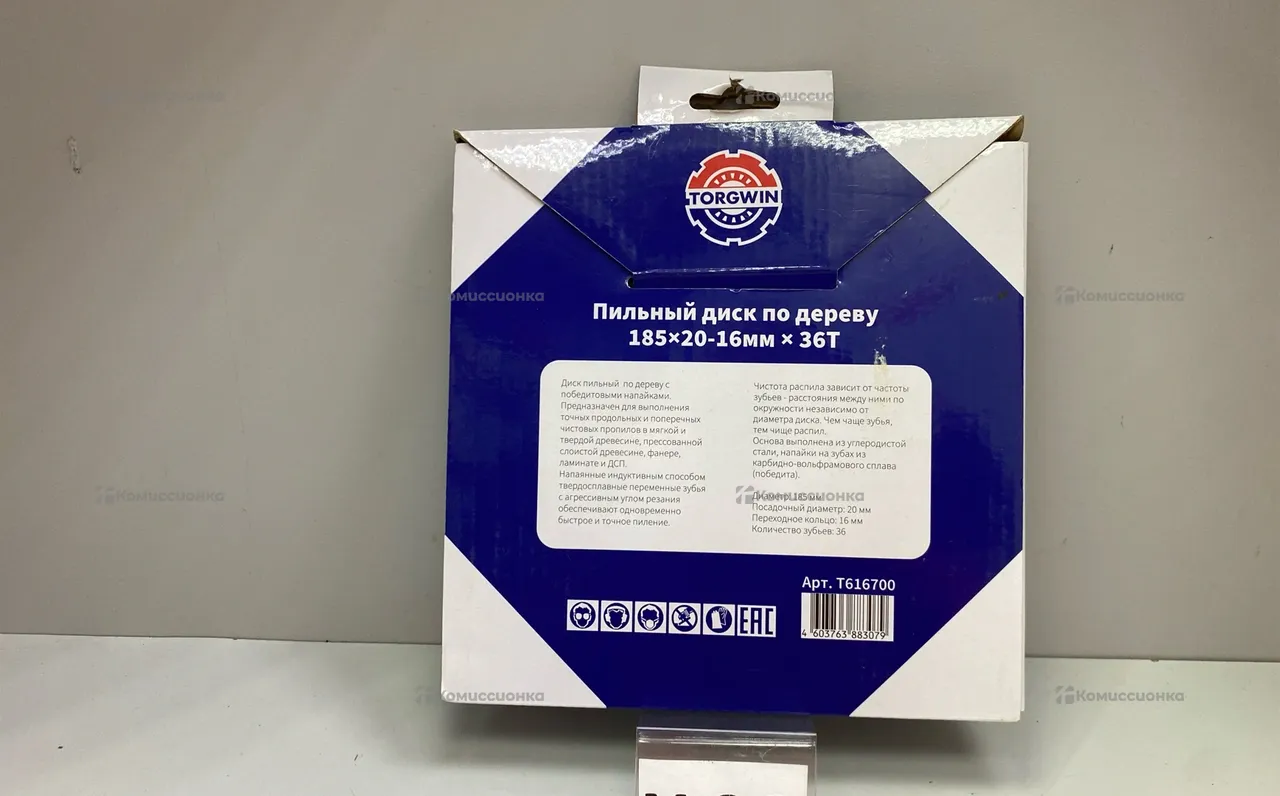 Комиссионка
TORGWIN
Комиссионка
Комиссионка
Пильный диск по дереву
185×20-16мм × 36Т
Диск пильный по дереву с
победитовыми напайками.
Предназначен для выполнения
точных продольных и поперечных
чистовых пропилов в мягкой и
твердой древесине, прессованной
слоистой древесине, фанере,
ламинате и ДСП.
Напаянные индуктивным способом
твердосплавные переменные зубья
с агрессивным углом резания
обеспечивают одновременно
быстрое и точное пиление.
Чистота распила зависит от частоты
зубьев - расстояния между ними по
окружности независимо от
диаметра диска. Чем чаще зубья,
тем чище распил.
Основа выполнена из углеродистой
стали, напайки на зубах из
карбидно-вольфрамового сплава
(победита).
Диаметр: 185 мм
Посадочный диаметр: 20 мм
Переходное кольцо: 16 мм
Количество зубьев: 36
Комиссионка
Комиссионка
Арт. Т616700
EAC
4 603763 883079
Комиссионка
Комиссионка